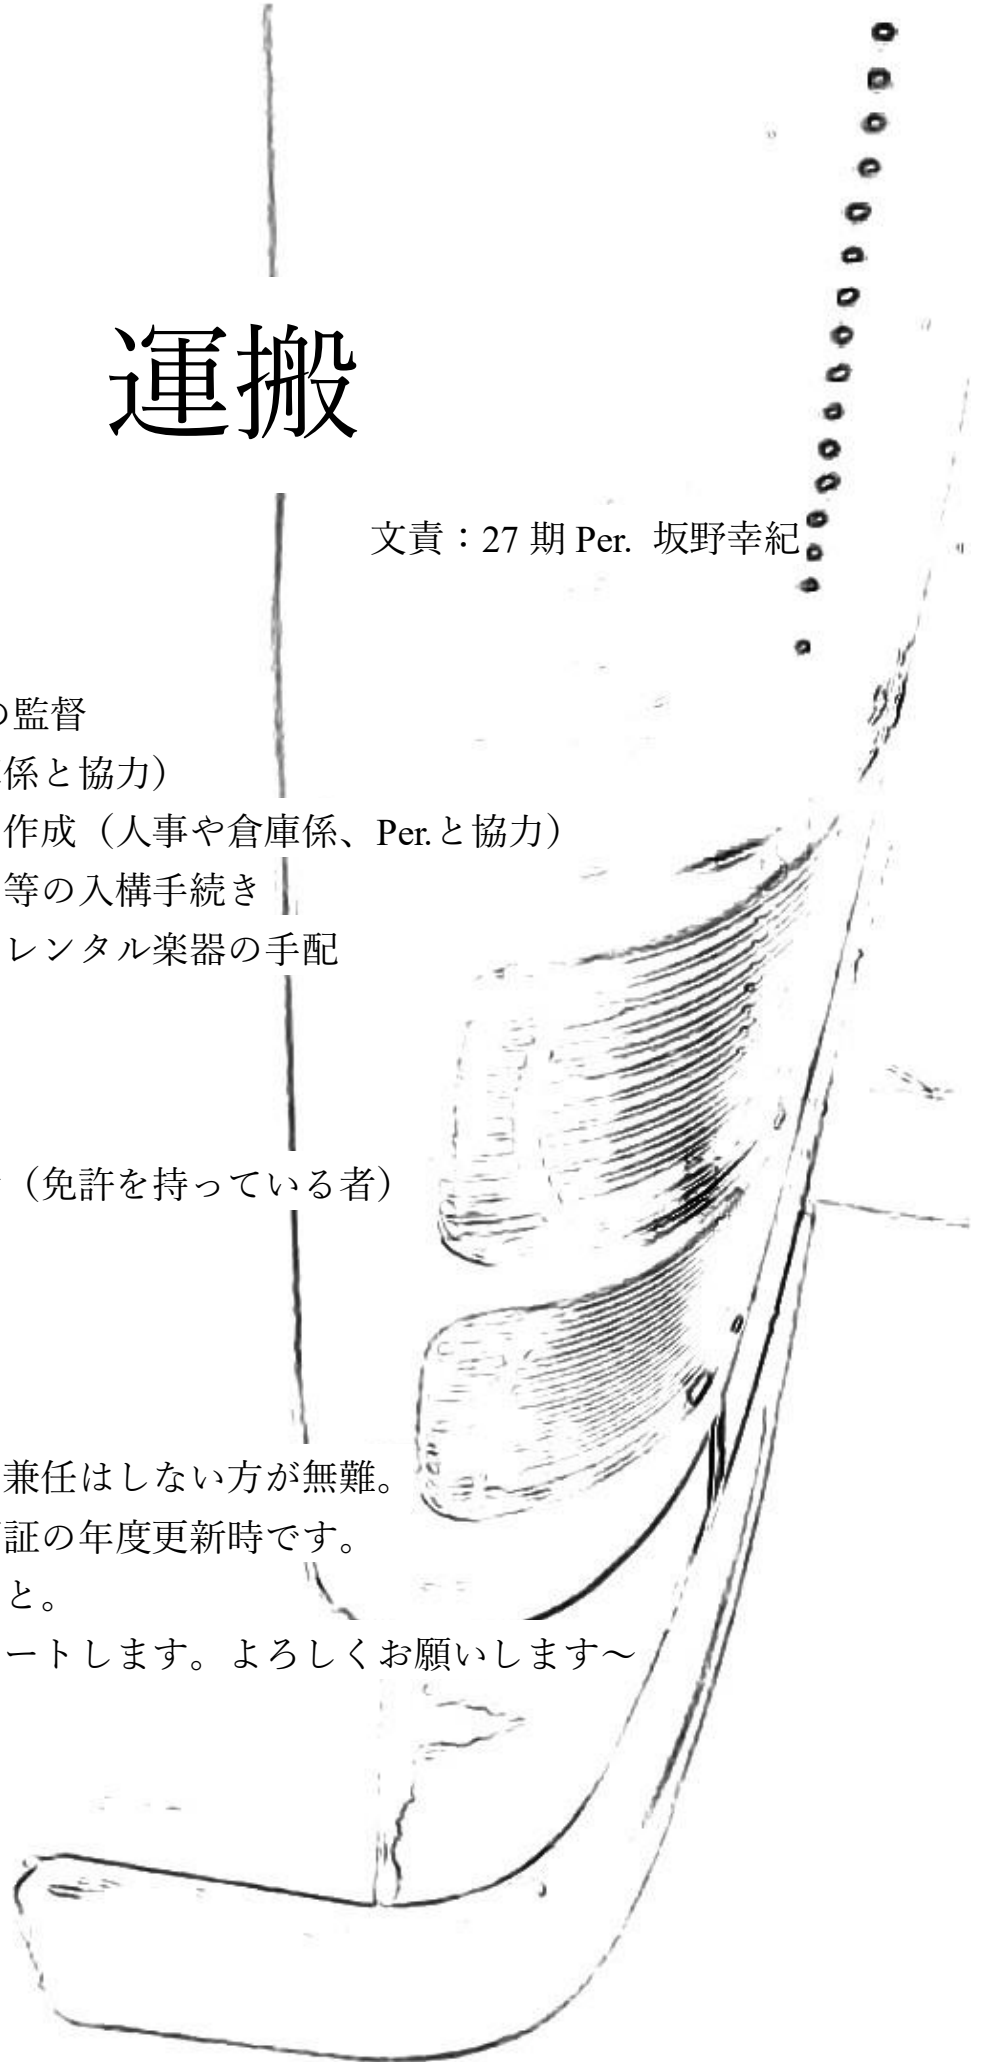 運搬
文責：27 期 Per. 坂野幸紀
の監督
係と協力）
作成（人事や倉庫係、Per.と協力）
等の入構手続き
レンタル楽器の手配
（免許を持っている者）
兼任はしない方が無難。
証の年度更新時です。
と。
ートします。よろしくお願いします～